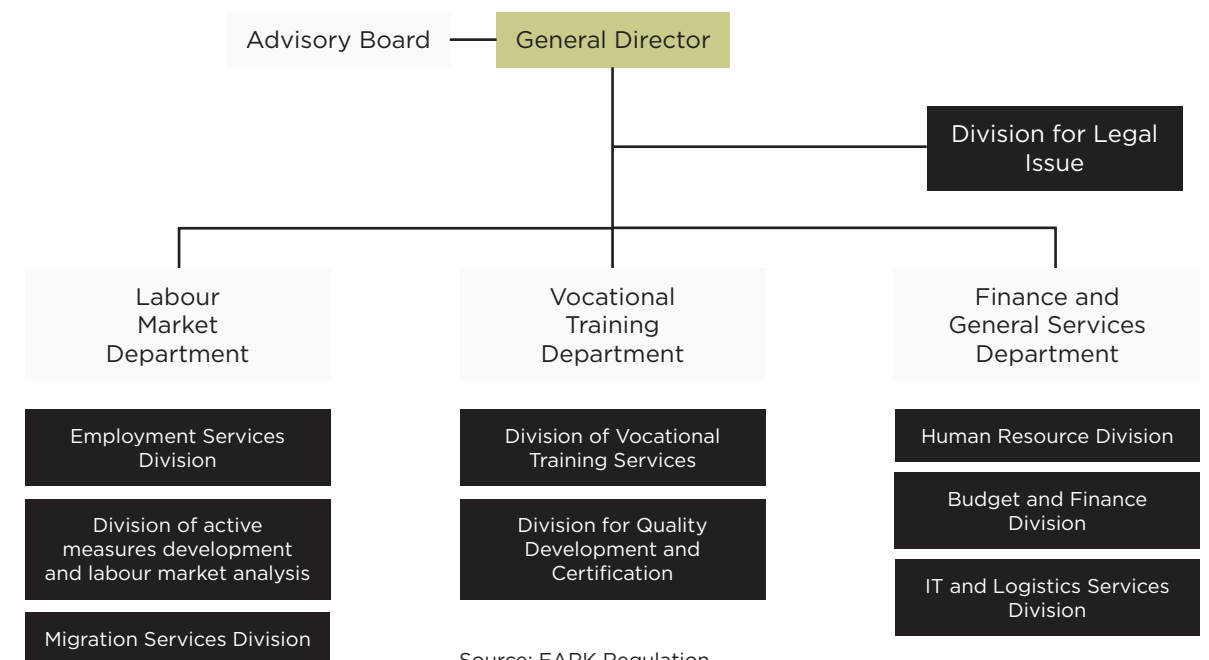 Advisory Board
General Director
Division for Legal
Issue
Labour
Market
Department
Vocational
Training
Department
Finance and
General Services
Department
Employment Services
Division
Division of active
measures development
and labour market analysis
Migration Services Division
Division of Vocational
Training Services
Division for Quality
Development and
Certification
Human Resource Division
Budget and Finance
Division
IT and Logistics Services
Division
Source: EARK Regulation